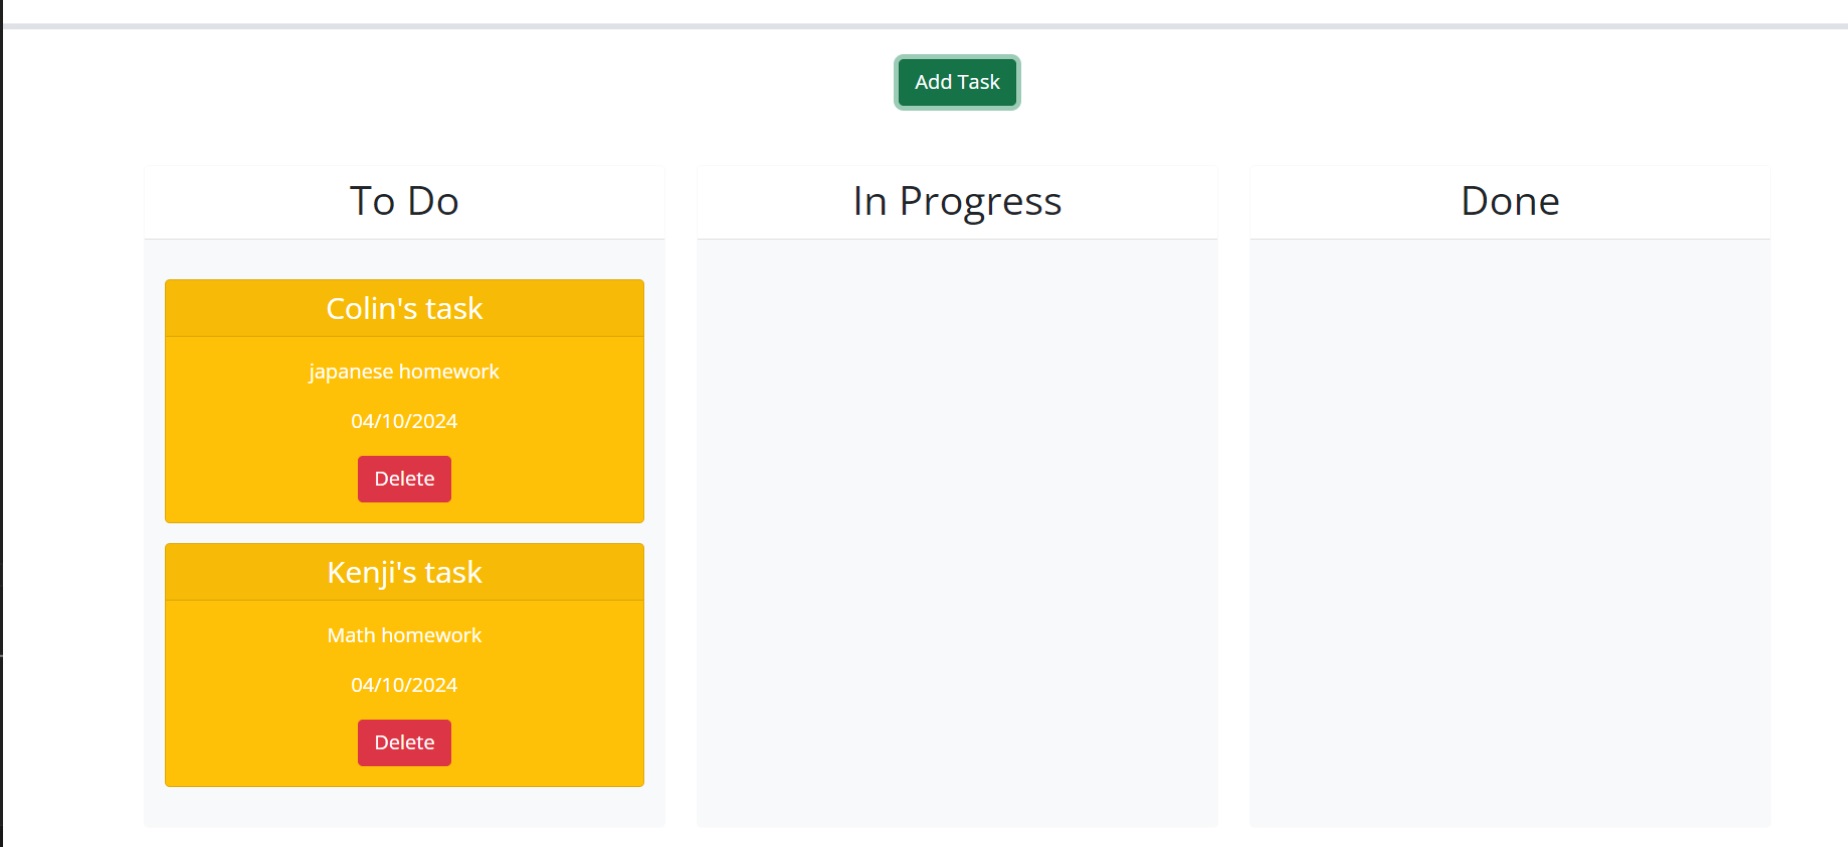 Add Task
To Do
In Progress
Done
Colin's task
japanese homework
04/10/2024
Delete
Kenji's task
Math homework
04/10/2024
Delete